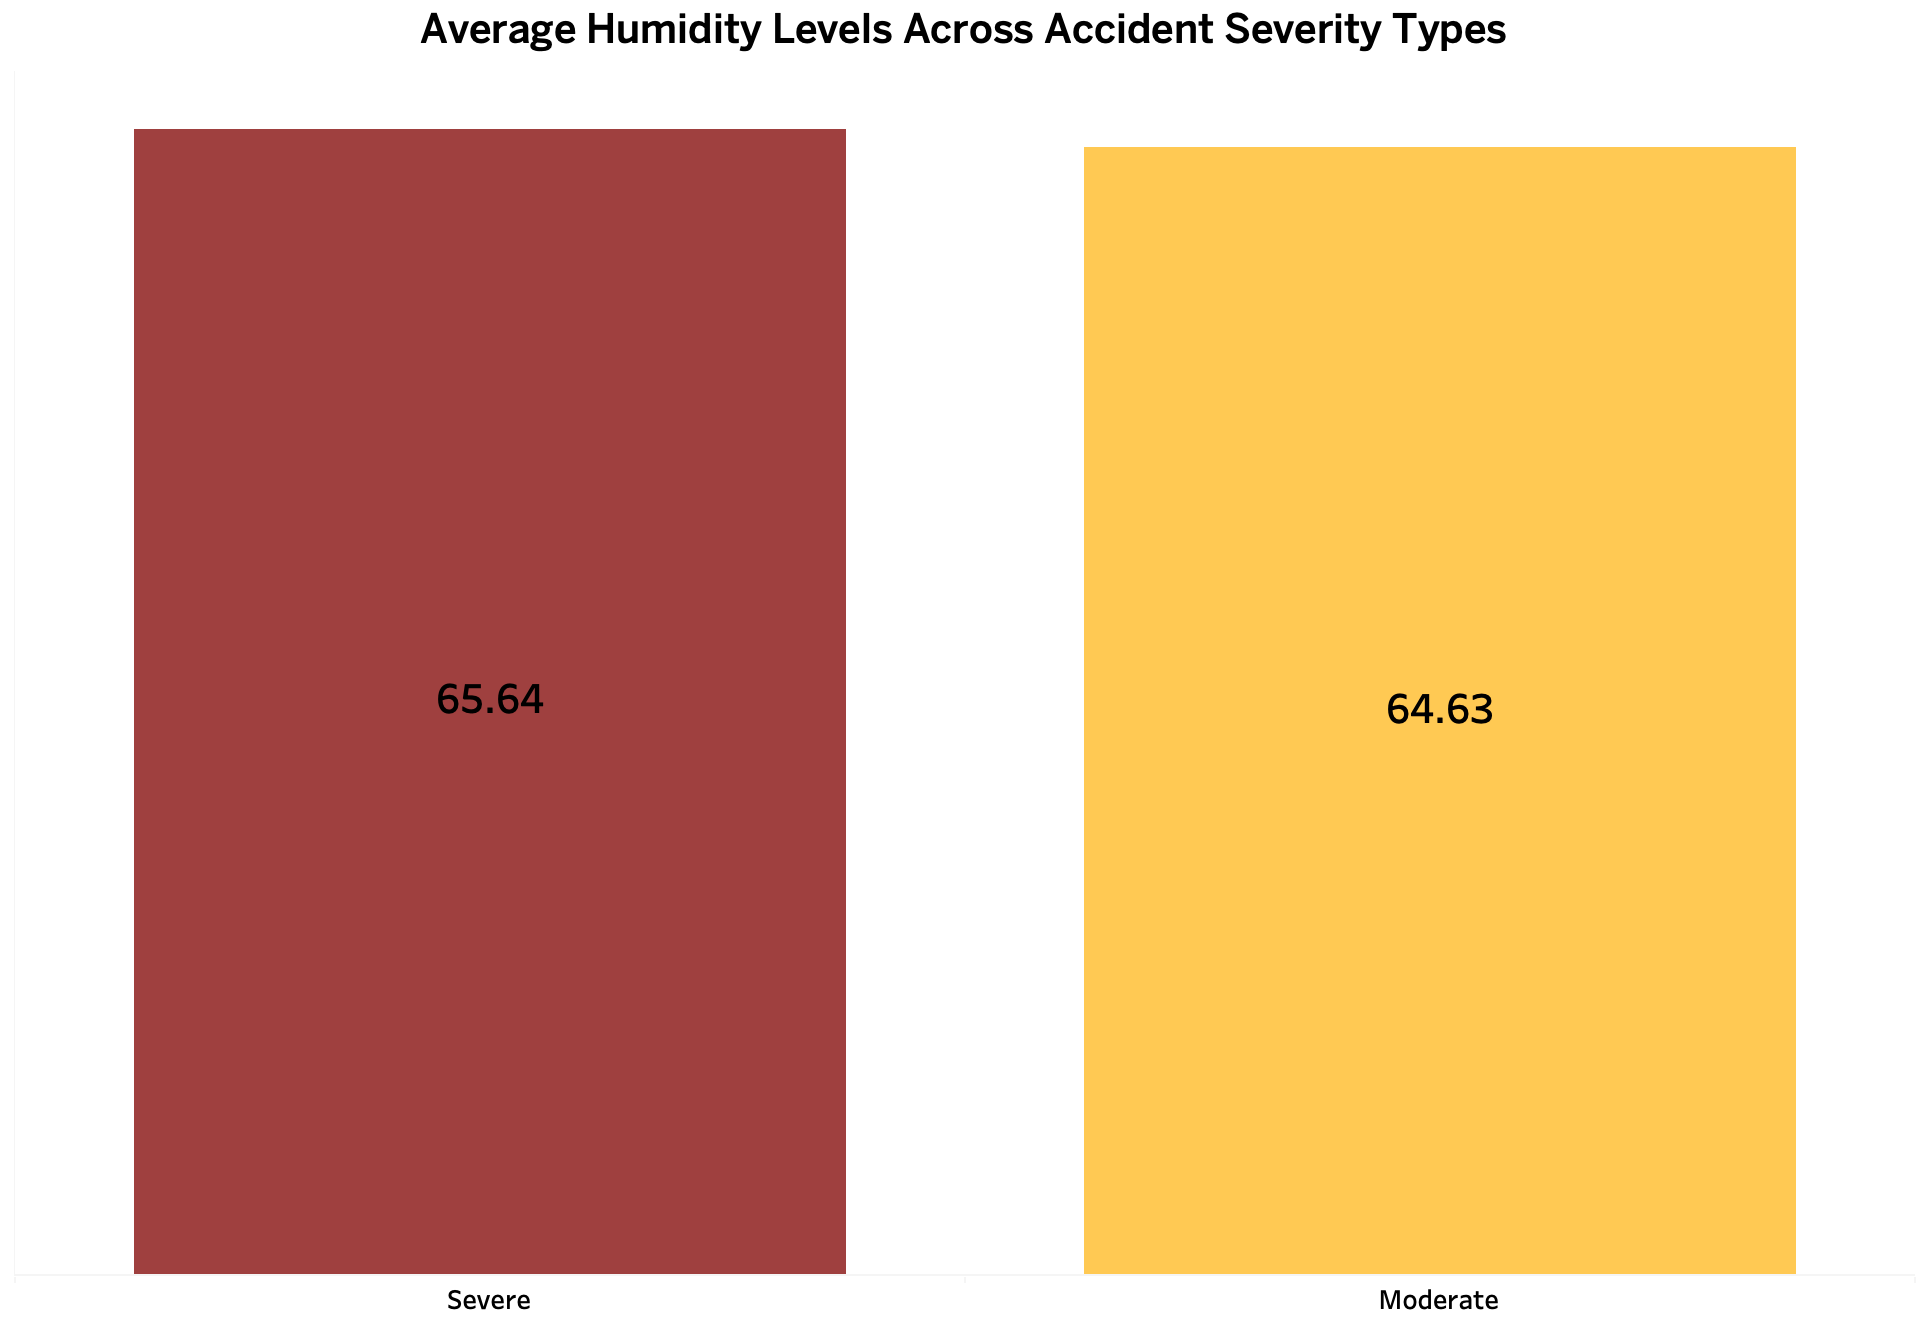 Average Humidity Levels Across Accident Severity Types
65.64
64.63
Severe
Moderate